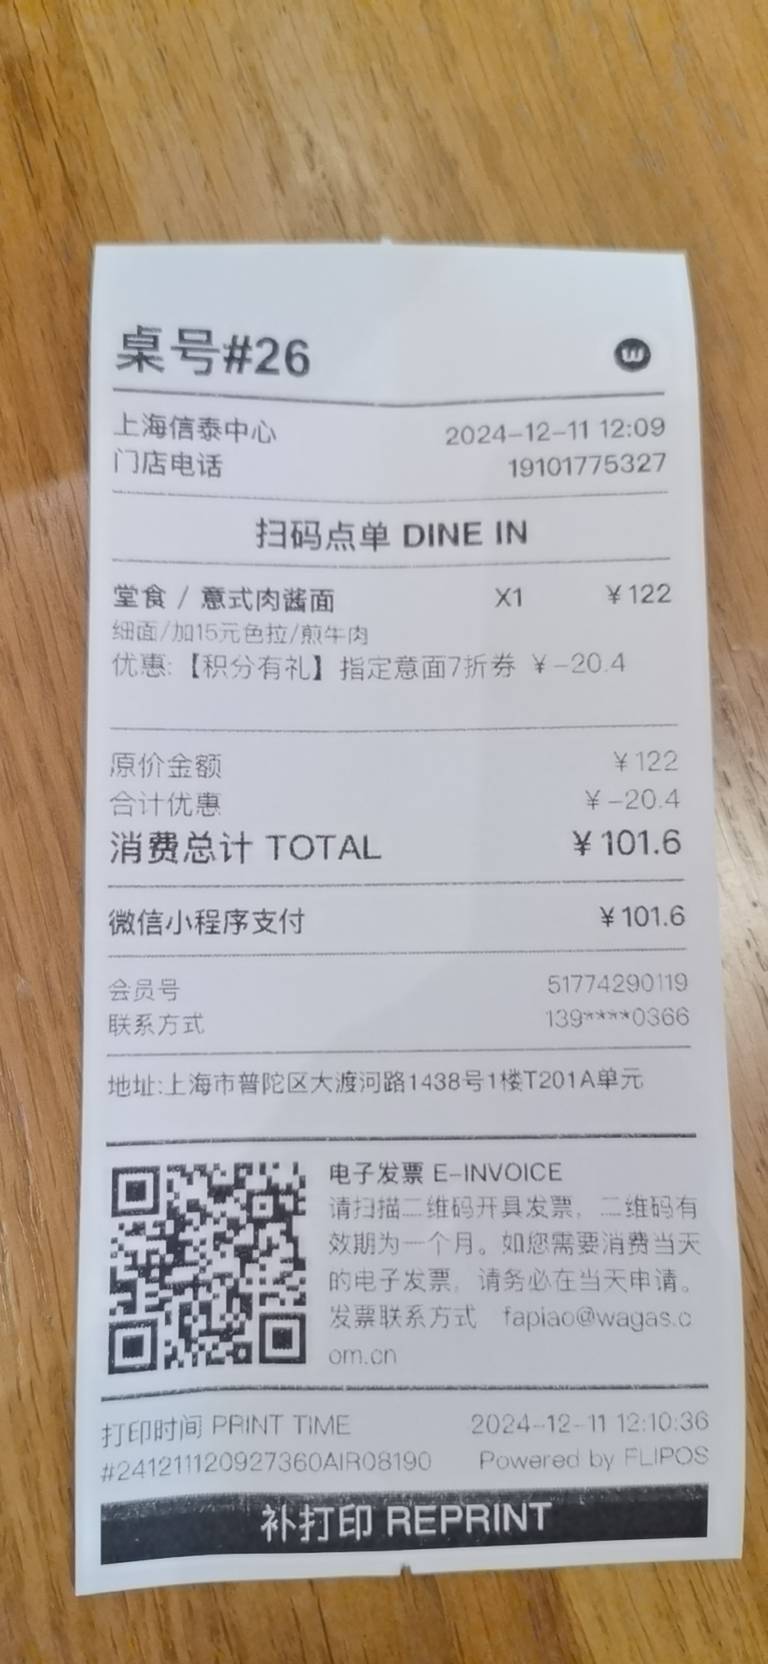 桌号#26
W
上海信泰中心 2024-12-11 12:09
门店电话 19101775327
扫码点单 DINE IN
堂食 / 意式肉酱面 X1 ¥122
细面/加15元色拉/煎牛肉
优惠:【积分有礼】指定意面7折券 ¥-20.4
原价金额 ¥122
合计优惠 ¥-20.4
消费总计 TOTAL ¥101.6
微信小程序支付 ¥101.6
会员号 51774290119
联系方式 139****0366
地址:上海市普陀区大渡河路1438号1楼T201A单元
电子发票 E-INVOICE
请扫描二维码开具发票，二维码有
效期为一个月。如您需要消费当天
的电子发票，请务必在当天申请。
发票联系方式 fapiao@wagas.c
om.cn
打印时间 PRINT TIME 2024-12-11 12:10:36
#241211120927360AIR08190 Powered by FLIPOS
补打印 REPRINT